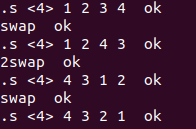 .s <4> 1 2 3 4  ok
swap  ok
.s <4> 1 2 4 3  ok
2swap  ok
.s <4> 4 3 1 2  ok
swap  ok
.s <4> 4 3 2 1  ok